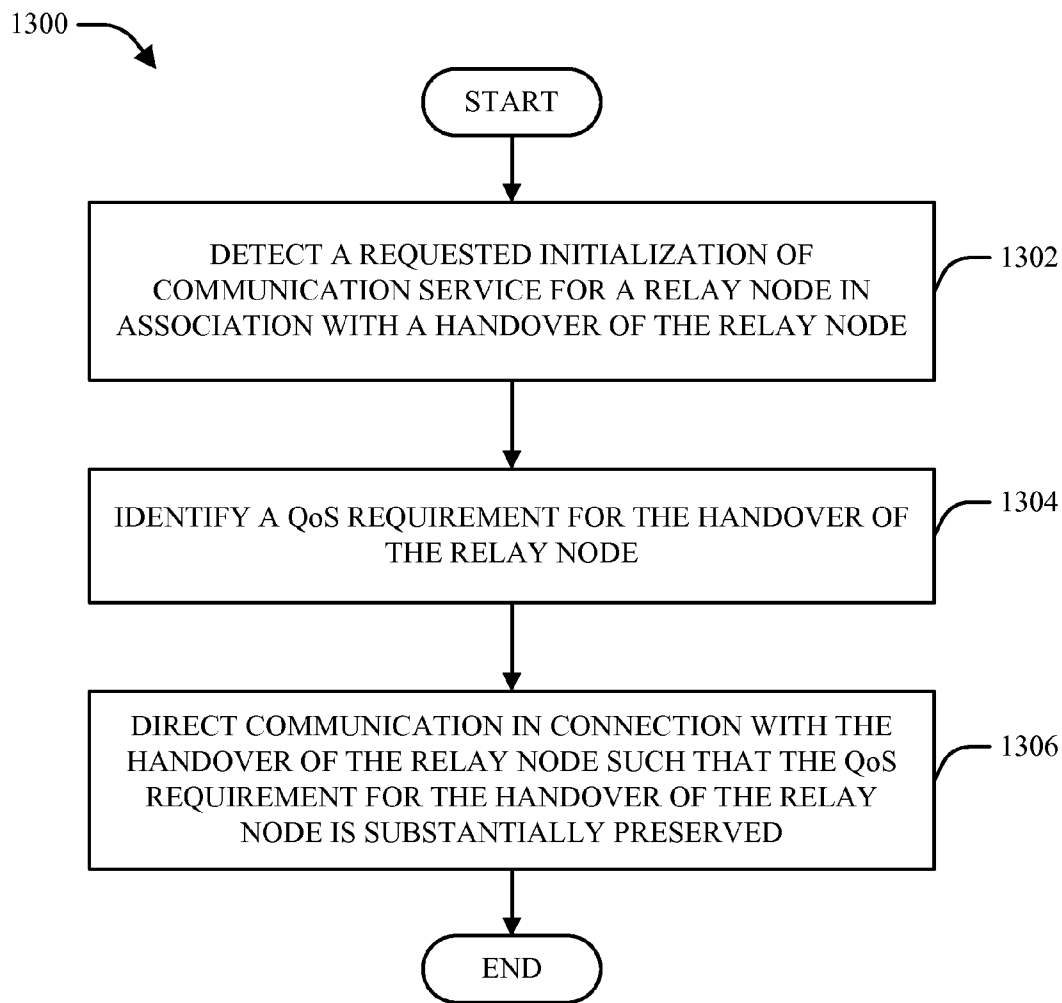 1300
START
DETECT A REQUESTED INITIALIZATION OF
COMMUNICATION SERVICE FOR A RELAY NODE IN
ASSOCIATION WITH A HANDOVER OF THE RELAY NODE
1302
IDENTIFY A QoS REQUIREMENT FOR THE HANDOVER OF
THE RELAY NODE
1304
DIRECT COMMUNICATION IN CONNECTION WITH THE
HANDOVER OF THE RELAY NODE SUCH THAT THE QoS
REQUIREMENT FOR THE HANDOVER OF THE RELAY
NODE IS SUBSTANTIALLY PRESERVED
1306
END